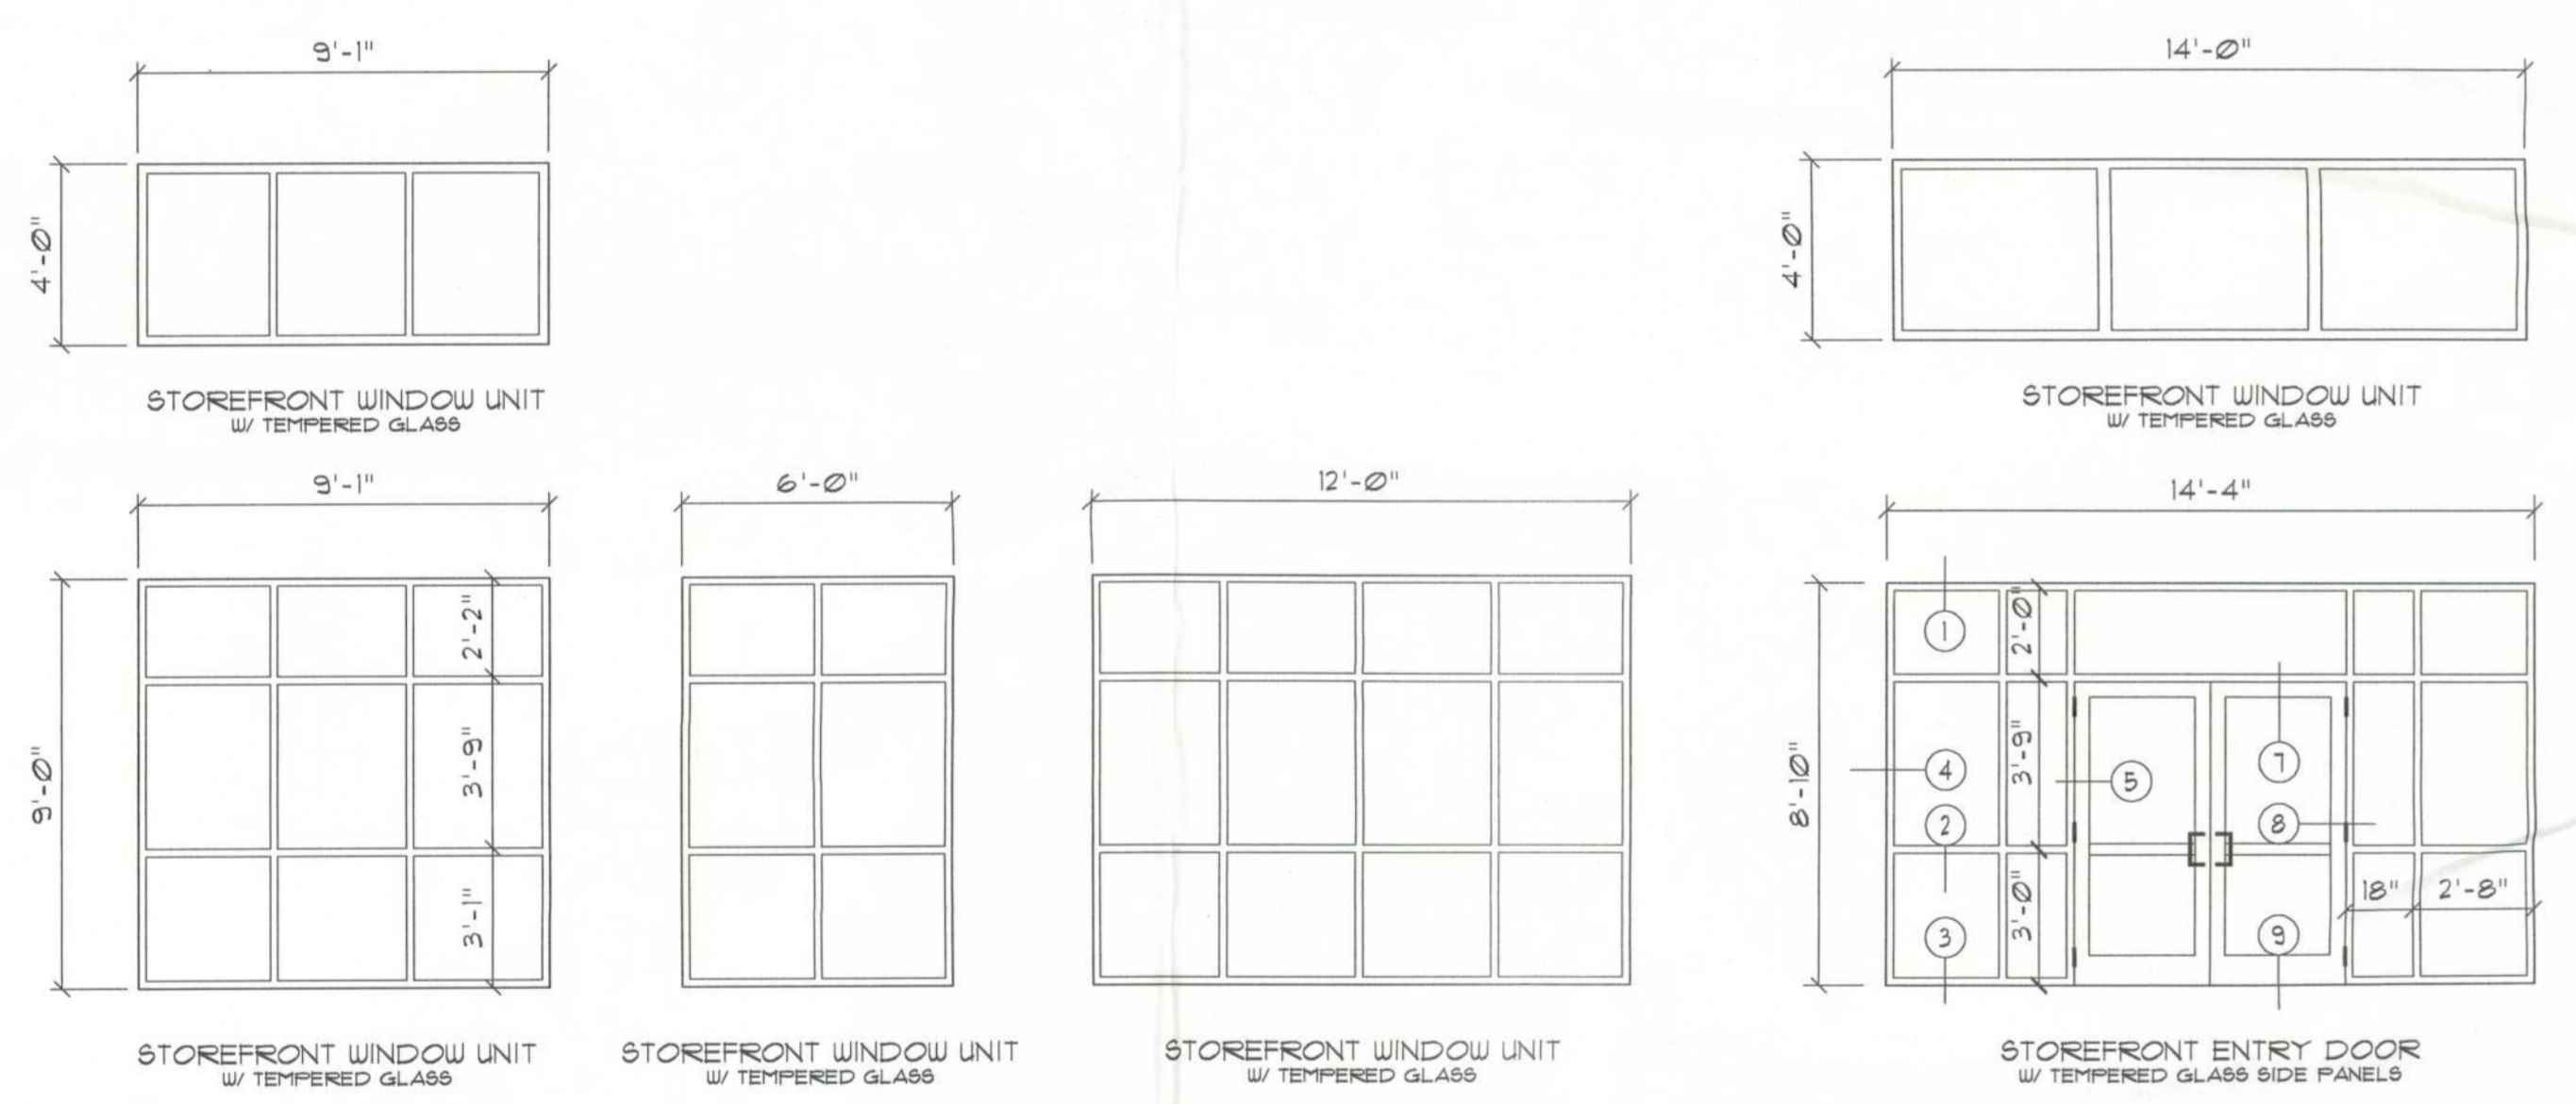 9'-1"
4'-0"
STOREFRONT WINDOW UNIT
W/ TEMPERED GLASS
14'-0"
4'-0"
STOREFRONT WINDOW UNIT
W/ TEMPERED GLASS
9'-1"
9'-0"
2'-2"
3'-9"
3'-1"
STOREFRONT WINDOW UNIT
W/ TEMPERED GLASS
6'-0"
STOREFRONT WINDOW UNIT
W/ TEMPERED GLASS
12'-0"
STOREFRONT WINDOW UNIT
W/ TEMPERED GLASS
14'-4"
8'-10"
1
2'-0"
4
3'-9"
5
7
2
8
3
3'-0"
9
18"
2'-8"
STOREFRONT ENTRY DOOR
W/ TEMPERED GLASS SIDE PANELS